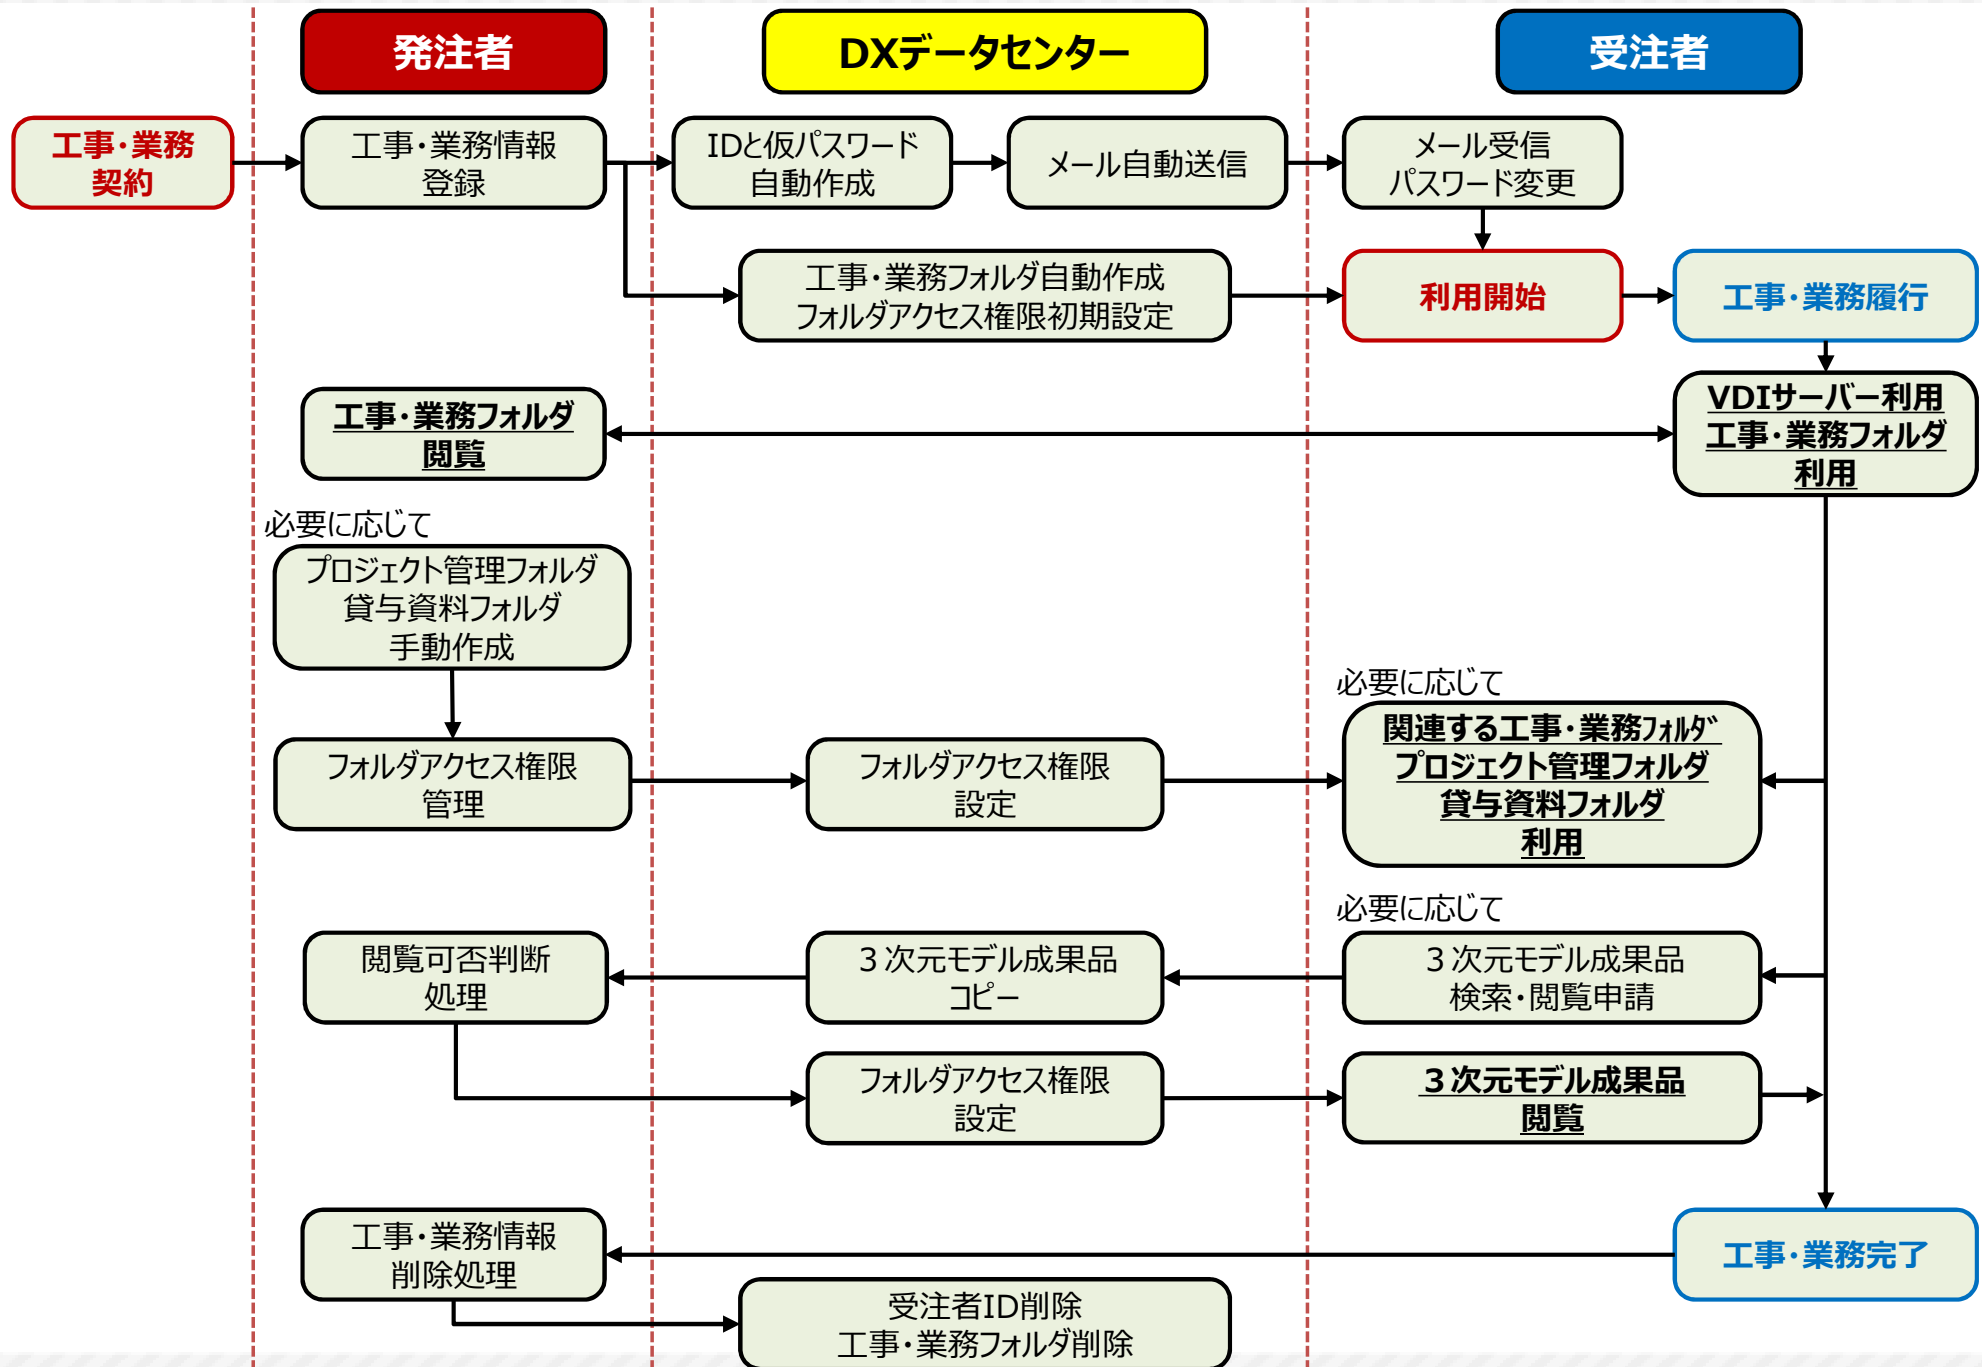 発注者
DXデータセンター
受注者
工事・業務
契約
工事・業務情報
登録
IDと仮パスワード
自動作成
メール自動送信
メール受信
パスワード変更
工事・業務フォルダ自動作成
フォルダアクセス権限初期設定
利用開始
工事・業務履行
工事・業務フォルダ
閲覧
VDIサーバー利用
工事・業務フォルダ
利用
必要に応じて
プロジェクト管理フォルダ
貸与資料フォルダ
手動作成
フォルダアクセス権限
管理
フォルダアクセス権限
設定
必要に応じて
関連する工事・業務フォルダ
プロジェクト管理フォルダ
貸与資料フォルダ
利用
必要に応じて
閲覧可否判断
処理
３次元モデル成果品
コピー
３次元モデル成果品
検索・閲覧申請
フォルダアクセス権限
設定
３次元モデル成果品
閲覧
工事・業務情報
削除処理
工事・業務完了
受注者ID削除
工事・業務フォルダ削除